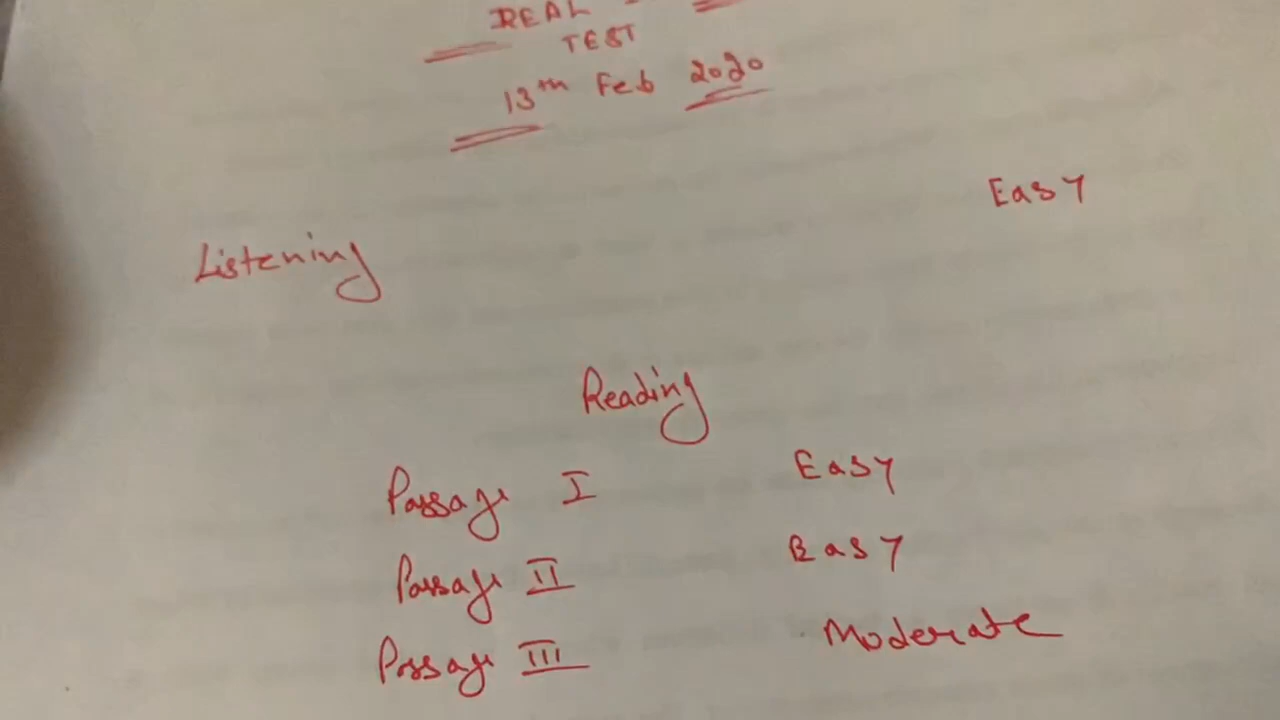 REAL
TEST
13th Feb 2020
Easy
Listening
Reading
Passage I Easy
Passage II Easy
Passage III Moderate